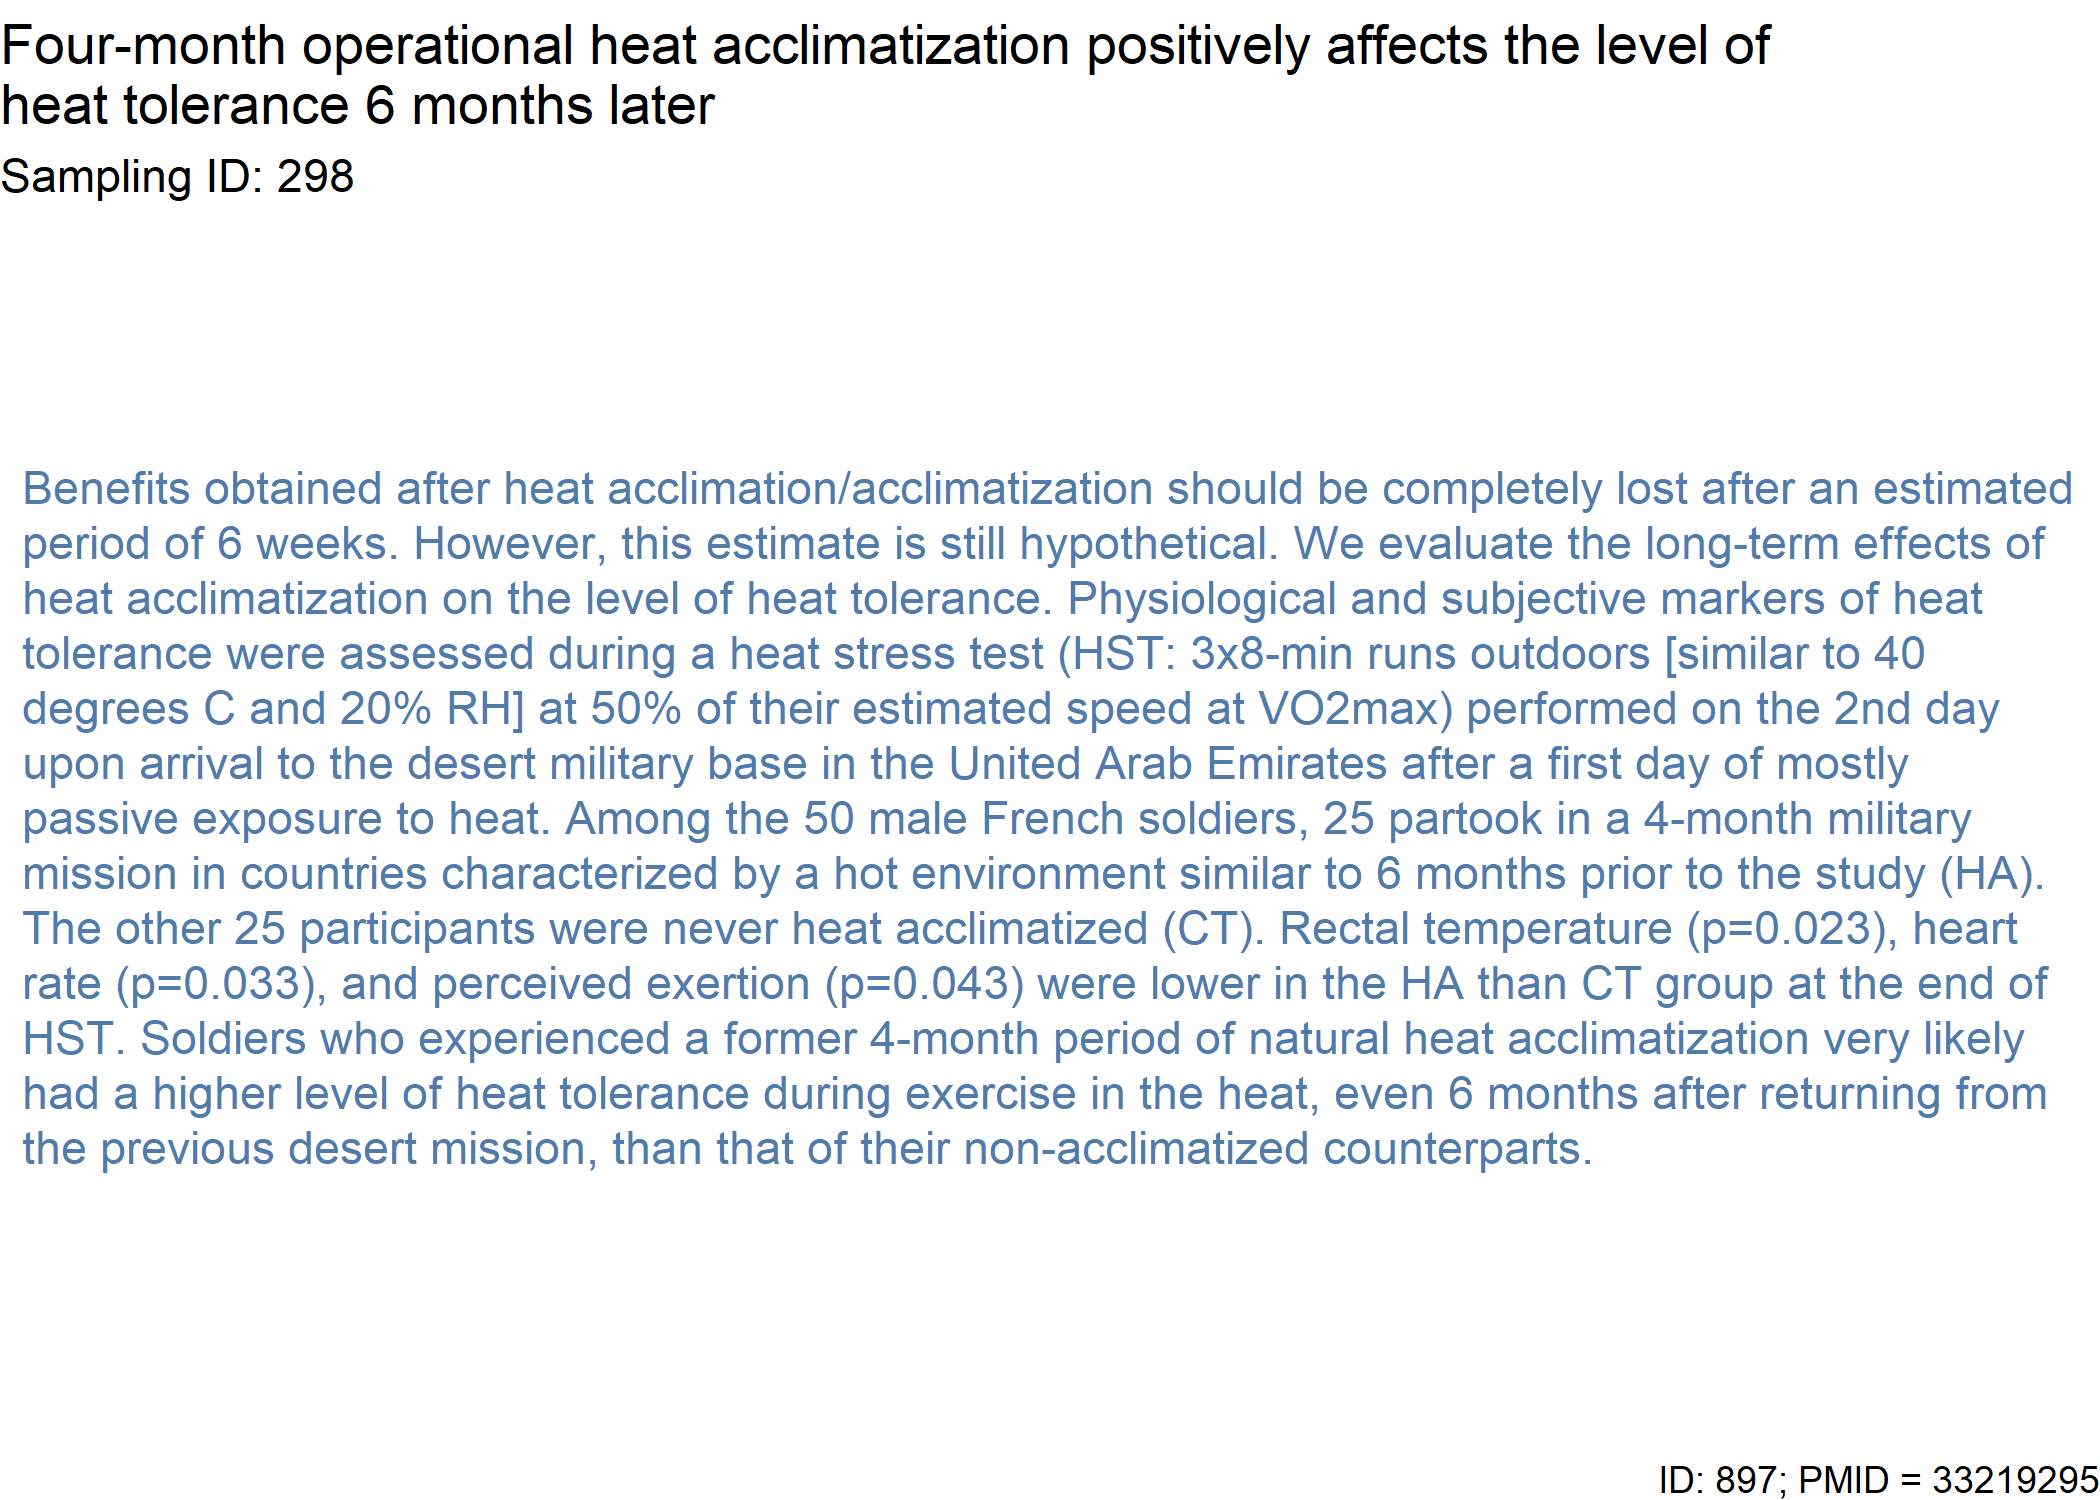 Four-month operational heat acclimatization positively affects the level of
heat tolerance 6 months later
Sampling ID: 298
Benefits obtained after heat acclimation/acclimatization should be completely lost after an estimated
period of 6 weeks. However, this estimate is still hypothetical. We evaluate the long-term effects of
heat acclimatization on the level of heat tolerance. Physiological and subjective markers of heat
tolerance were assessed during a heat stress test (HST: 3x8-min runs outdoors [similar to 40
degrees C and 20% RH] at 50% of their estimated speed at VO2max) performed on the 2nd day
upon arrival to the desert military base in the United Arab Emirates after a first day of mostly
passive exposure to heat. Among the 50 male French soldiers, 25 partook in a 4-month military
mission in countries characterized by a hot environment similar to 6 months prior to the study (HA).
The other 25 participants were never heat acclimatized (CT). Rectal temperature (p=0.023), heart
rate (p=0.033), and perceived exertion (p=0.043) were lower in the HA than CT group at the end of
HST. Soldiers who experienced a former 4-month period of natural heat acclimatization very likely
had a higher level of heat tolerance during exercise in the heat, even 6 months after returning from
the previous desert mission, than that of their non-acclimatized counterparts.
ID: 897; PMID = 33219295